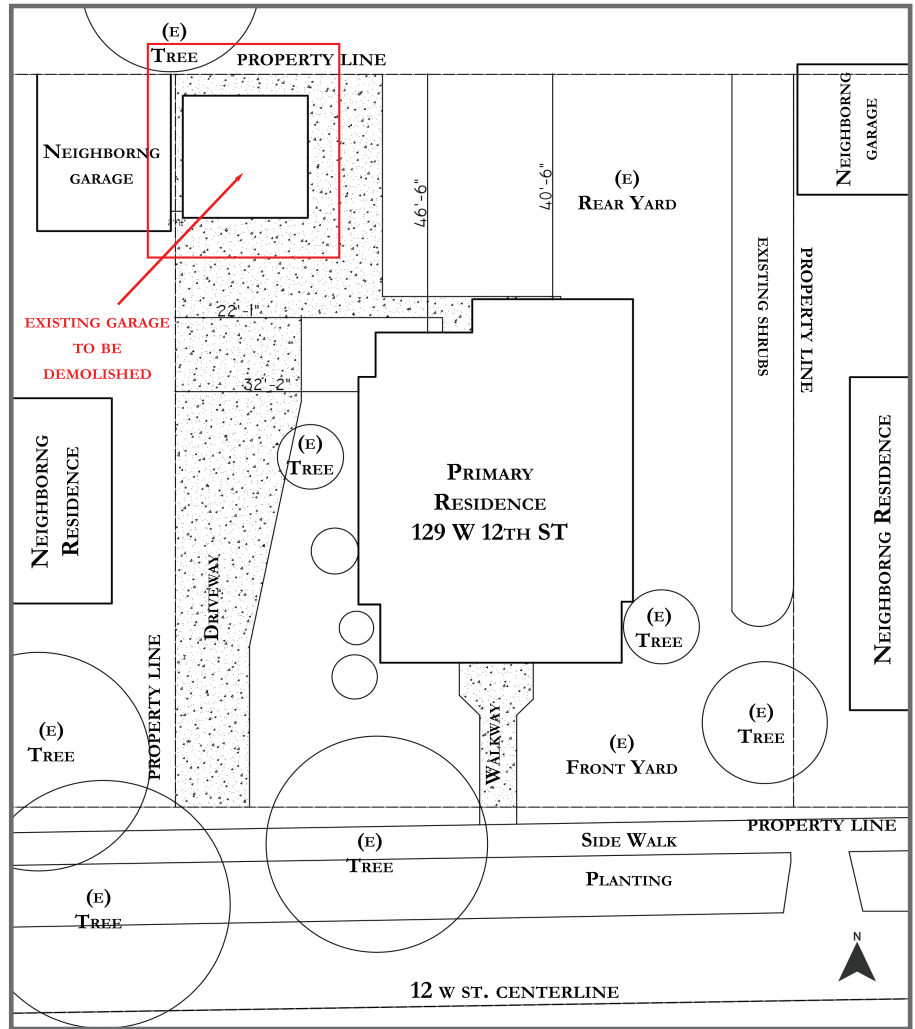 (E)
TREE
PROPERTY LINE
NEIGHBORNG
GARAGE
NEIGHBORNG
GARAGE
46'-6"
40'-6"
(E)
REAR YARD
EXISTING SHRUBS
PROPERTY LINE
22'-1"
EXISTING GARAGE
TO BE
DEMOLISHED
32'-2"
(E)
TREE
NEIGHBORNG
RESIDENCE
PRIMARY
RESIDENCE
129 W 12TH ST
NEIGHBORNG RESIDENCE
DRIVEWAY
(E)
TREE
PROPERTY LINE
(E)
TREE
(E)
TREE
WALKWAY
(E)
FRONT YARD
PROPERTY LINE
SIDE WALK
(E)
TREE
PLANTING
(E)
TREE
N
12 W ST. CENTERLINE